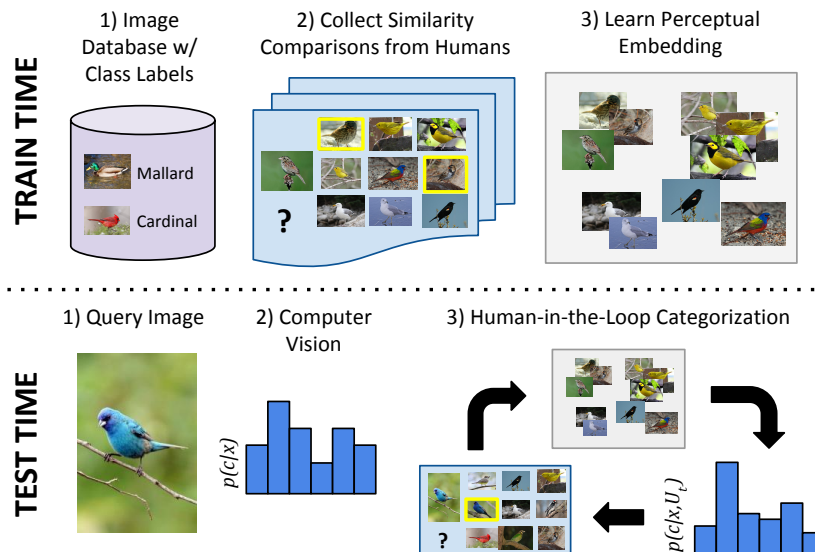 TRAIN TIME
1) Image
Database w/
Class Labels
Mallard
Cardinal
2) Collect Similarity
Comparisons from Humans
?
3) Learn Perceptual
Embedding
TEST TIME
1) Query Image
2) Computer
Vision
p(c|x)
3) Human-in-the-Loop Categorization
?
p(c|x,U_t)